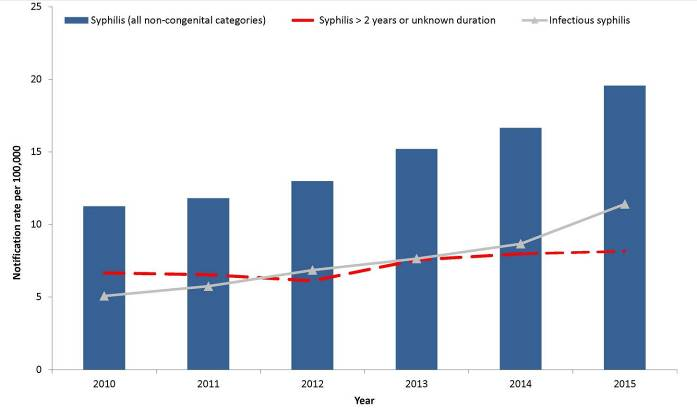 25
Syphilis (all non-congenital categories)
Syphilis > 2 years or unknown duration
Infectious syphilis
20
15
10
5
0
Notification rate per 100,000
2010
2011
2012
2013
2014
2015
Year